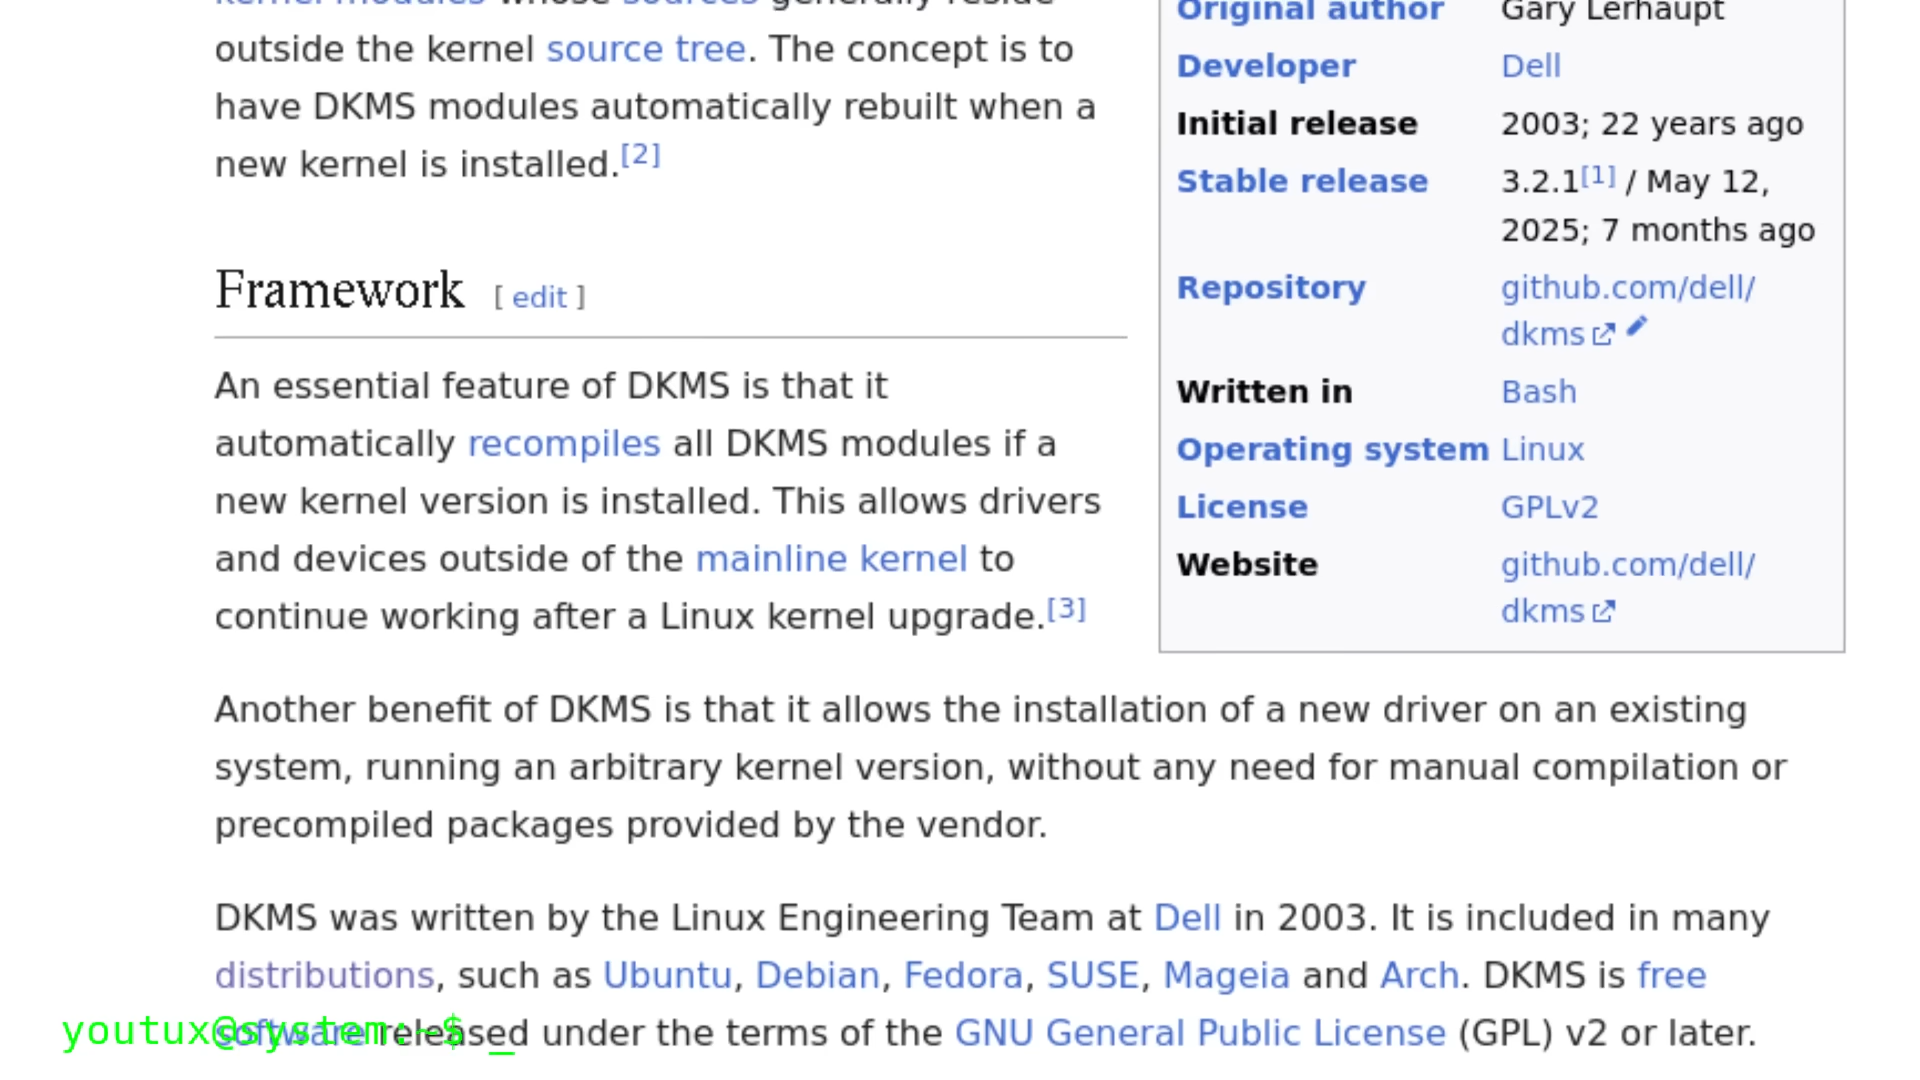 kernel modules whose sources generally reside
outside the kernel source tree. The concept is to
have DKMS modules automatically rebuilt when a
new kernel is installed.[2]
Framework [ edit ]
An essential feature of DKMS is that it
automatically recompiles all DKMS modules if a
new kernel version is installed. This allows drivers
and devices outside of the mainline kernel to
continue working after a Linux kernel upgrade.[3]
Original author Gary Lerhaupt
Developer Dell
Initial release 2003; 22 years ago
Stable release 3.2.1[1] / May 12,
2025; 7 months ago
Repository github.com/dell/
dkms
Written in Bash
Operating system Linux
License GPLv2
Website github.com/dell/
dkms
Another benefit of DKMS is that it allows the installation of a new driver on an existing
system, running an arbitrary kernel version, without any need for manual compilation or
precompiled packages provided by the vendor.
DKMS was written by the Linux Engineering Team at Dell in 2003. It is included in many
distributions, such as Ubuntu, Debian, Fedora, SUSE, Mageia and Arch. DKMS is free
software released under the terms of the GNU General Public License (GPL) v2 or later.
youtux@system:~$ _